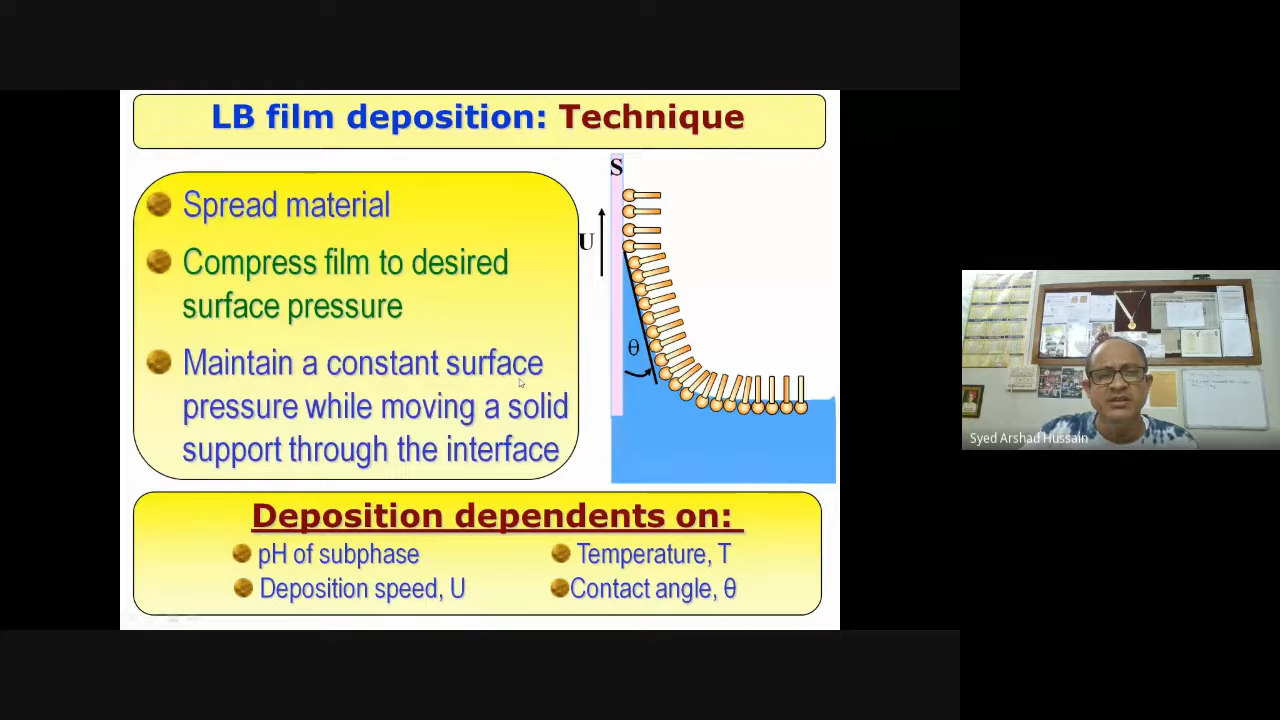 LB film deposition: Technique
Spread material
Compress film to desired
surface pressure
Maintain a constant surface
pressure while moving a solid
support through the interface
S
U
θ
Deposition dependents on:
pH of subphase
Temperature, T
Deposition speed, U
Contact angle, θ
Syed Arshad Hussain